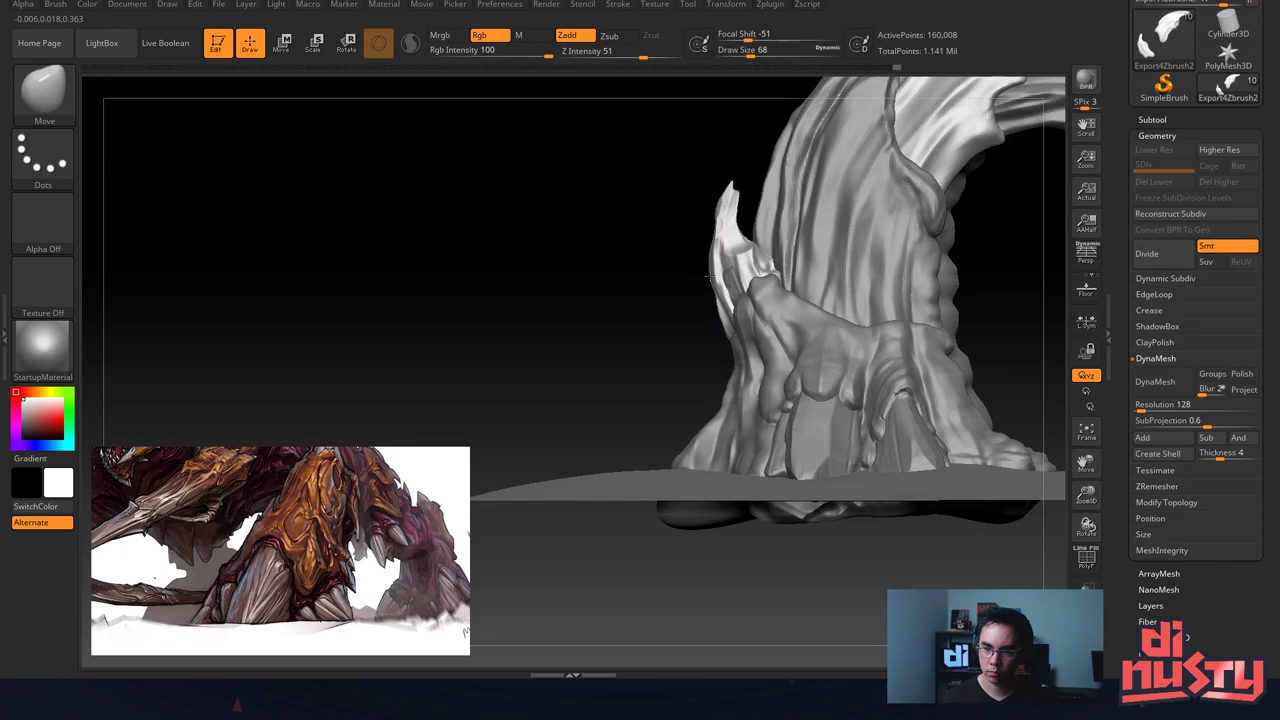 Alpha Brush Color Document Draw Edit File Layer Light Macro Marker Material Movie Picker Preferences Render Stencil Stroke Texture Tool Transform Zplugin Zscript
-0.006,0.018,0.363
Home Page LightBox Live Boolean
Edit Draw Move Scale Rotate
Mrgb Rgb M Zadd Zsub Zcut
Rgb Intensity 100 Z Intensity 51
Focal Shift -51
Draw Size 68 Dynamic
S
D
ActivePoints: 160,008
TotalPoints: 1.141 Mil
Move
Dots
Alpha Off
Texture Off
StartupMaterial
Gradient
SwitchColor
Alternate
BPR
SPix 3
Scroll
Zoom
Actual
AAHalf
Dynamic
Persp
Floor
L.Sym
XYZ
Frame
Move
Zoom3D
Rotate
Line Fill
PolyF
10
Cylinder3D
Export4Zbrush2 PolyMesh3D
10
SimpleBrush Export4Zbrush2
Subtool
Geometry
Lower Res Higher Res
SDiv Cage Rstr
Del Lower Del Higher
Freeze SubDivision Levels
Reconstruct Subdiv
Convert BPR To Geo
Divide Smt
Suv ReUV
Dynamic Subdiv
EdgeLoop
Crease
ShadowBox
ClayPolish
DynaMesh
DynaMesh Groups Polish
Blur 2 Project
Resolution 128
SubProjection 0.6
Add Sub And
Create Shell Thickness 4
Tessimate
ZRemesher
Modify Topology
Position
Size
MeshIntegrity
ArrayMesh
NanoMesh
Layers
Fiber
di
di
NUSTY